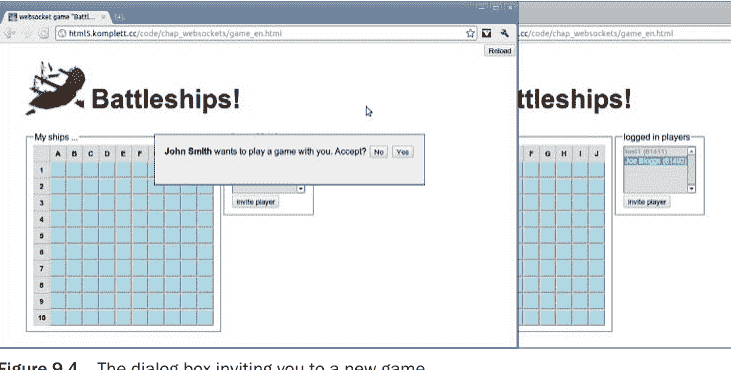 websocket game "Battl...
html5.komplett.cc/code/chap_websockets/game_en.html
.cc/code/chap_websockets/game_en.html
Reload
Battleships!
ttleships!
My ships ...
logged in players
John Smith wants to play a game with you. Accept? No Yes
A B C D E F
F G H I J
test1 (61411)
Joe Bloggs
invite player
invite player
1
2
3
4
5
6
7
8
9
10
Figure 9.4 The dialog box inviting you to a new game